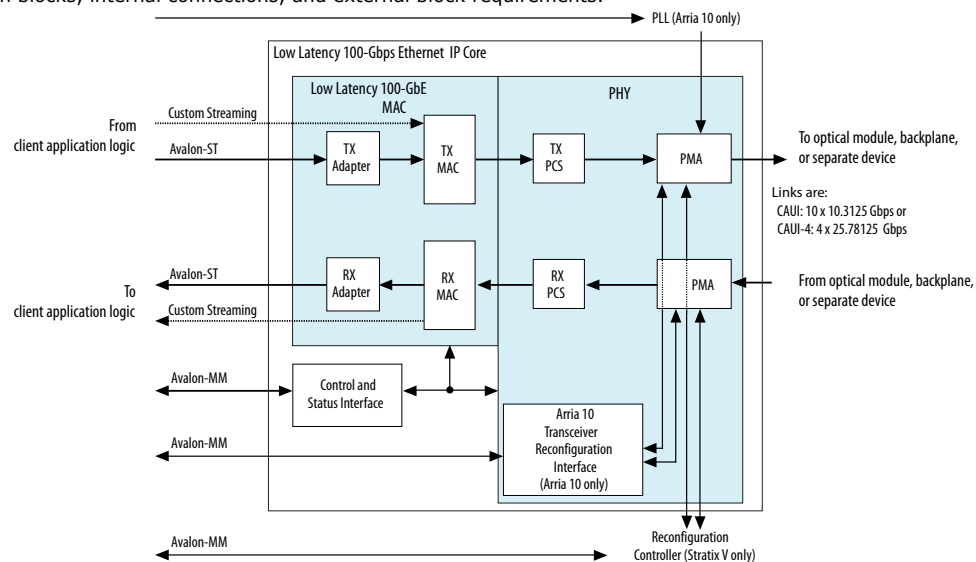 blocks, internal connections, and external block requirements.
PLL (Arria 10 only)
Low Latency 100-Gbps Ethernet IP Core
Low Latency 100-GbE
MAC
PHY
Custom Streaming
From
client application logic
Avalon-ST
TX
Adapter
TX
MAC
TX
PCS
PMA
To optical module, backplane,
or separate device
Links are:
CAUI: 10 x 10.3125 Gbps or
CAUI-4: 4 x 25.78125 Gbps
Avalon-ST
To
client application logic
Custom Streaming
RX
Adapter
RX
MAC
RX
PCS
PMA
From optical module, backplane,
or separate device
Avalon-MM
Control and
Status Interface
Avalon-MM
Arria 10
Transceiver
Reconfiguration
Interface
(Arria 10 only)
Avalon-MM
Reconfiguration
Controller (Stratix V only)